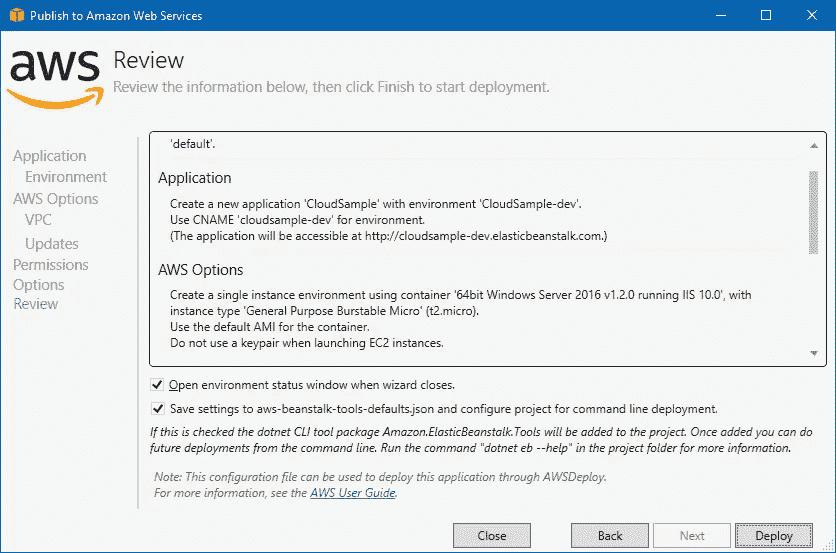 Publish to Amazon Web Services
aws
Review
Review the information below, then click Finish to start deployment.
Application
Environment
AWS Options
VPC
Updates
Permissions
Options
Review
'default'.
Application
Create a new application 'CloudSample' with environment 'CloudSample-dev'.
Use CNAME 'cloudsample-dev' for environment.
(The application will be accessible at http://cloudsample-dev.elasticbeanstalk.com.)
AWS Options
Create a single instance environment using container '64bit Windows Server 2016 v1.2.0 running IIS 10.0', with
instance type 'General Purpose Burstable Micro' (t2.micro).
Use the default AMI for the container.
Do not use a keypair when launching EC2 instances.
Open environment status window when wizard closes.
Save settings to aws-beanstalk-tools-defaults.json and configure project for command line deployment.
If this is checked the dotnet CLI tool package Amazon.ElasticBeanstalk.Tools will be added to the project. Once added you can do
future deployments from the command line. Run the command "dotnet eb --help" in the project folder for more information.
Note: This configuration file can be used to deploy this application through AWSDeploy.
For more information, see the AWS User Guide.
Close
Back
Next
Deploy